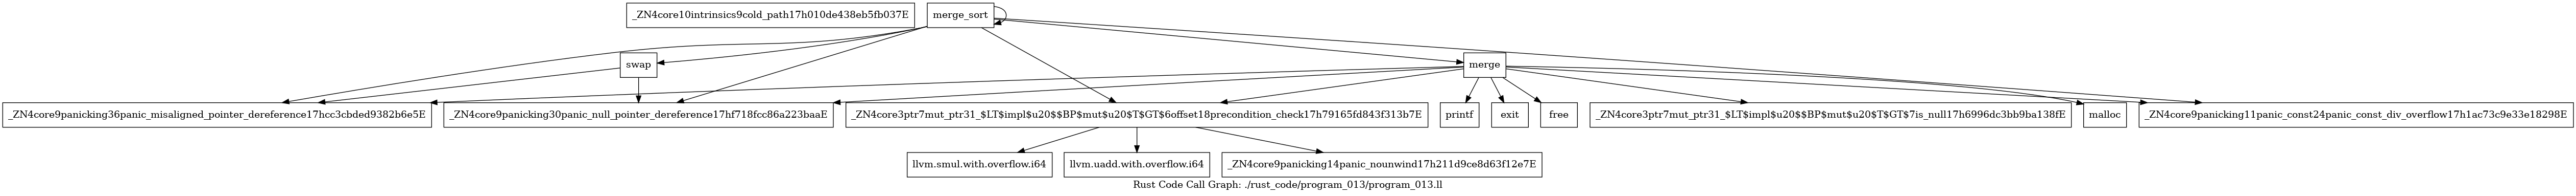 _ZN4core10intrinsics9cold_path17h010de438eb5fb037E
merge_sort
swap
merge
_ZN4core9panicking36panic_misaligned_pointer_dereference17hcc3cbded9382b6e5E
_ZN4core9panicking30panic_null_pointer_dereference17hf718fcc86a223baaE
_ZN4core3ptr7mut_ptr31_$LT$impl$u20$$BP$mut$u20$T$GT$6offset18precondition_check17h79165fd843f313b7E
printf
exit
free
_ZN4core3ptr7mut_ptr31_$LT$impl$u20$$BP$mut$u20$T$GT$7is_null17h6996dc3bb9ba138fE
malloc
_ZN4core9panicking11panic_const24panic_const_div_overflow17h1ac73c9e33e18298E
llvm.smul.with.overflow.i64
llvm.uadd.with.overflow.i64
_ZN4core9panicking14panic_nounwind17h211d9ce8d63f12e7E
Rust Code Call Graph: ./rust_code/program_013/program_013.ll